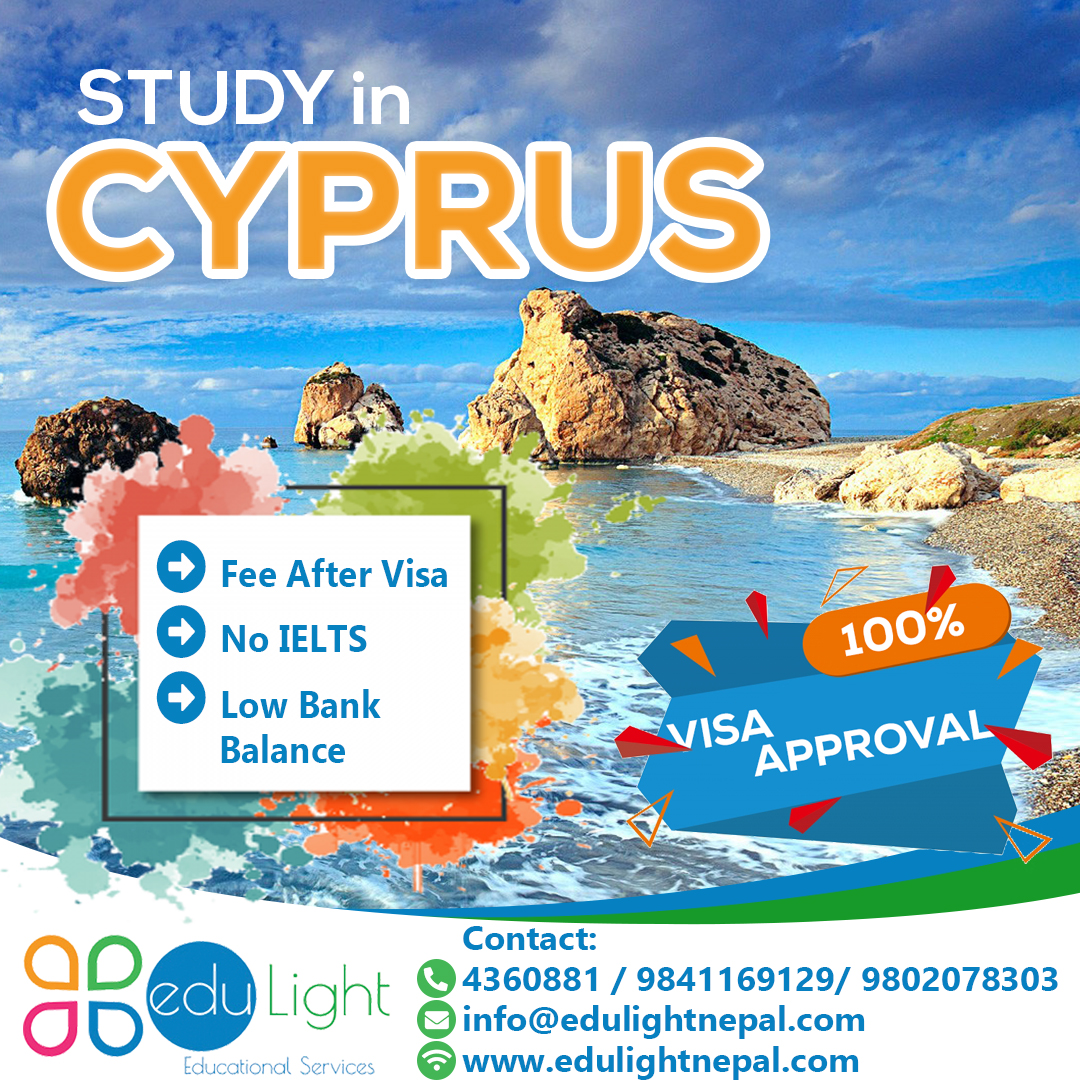 STUDY in
CYPRUS
Fee After Visa
No IELTS
Low Bank
Balance
100%
VISA
APPROVAL
edu Light
Educational Services
Contact:
4360881 / 9841169129/ 9802078303
info@edulightnepal.com
www.edulightnepal.com